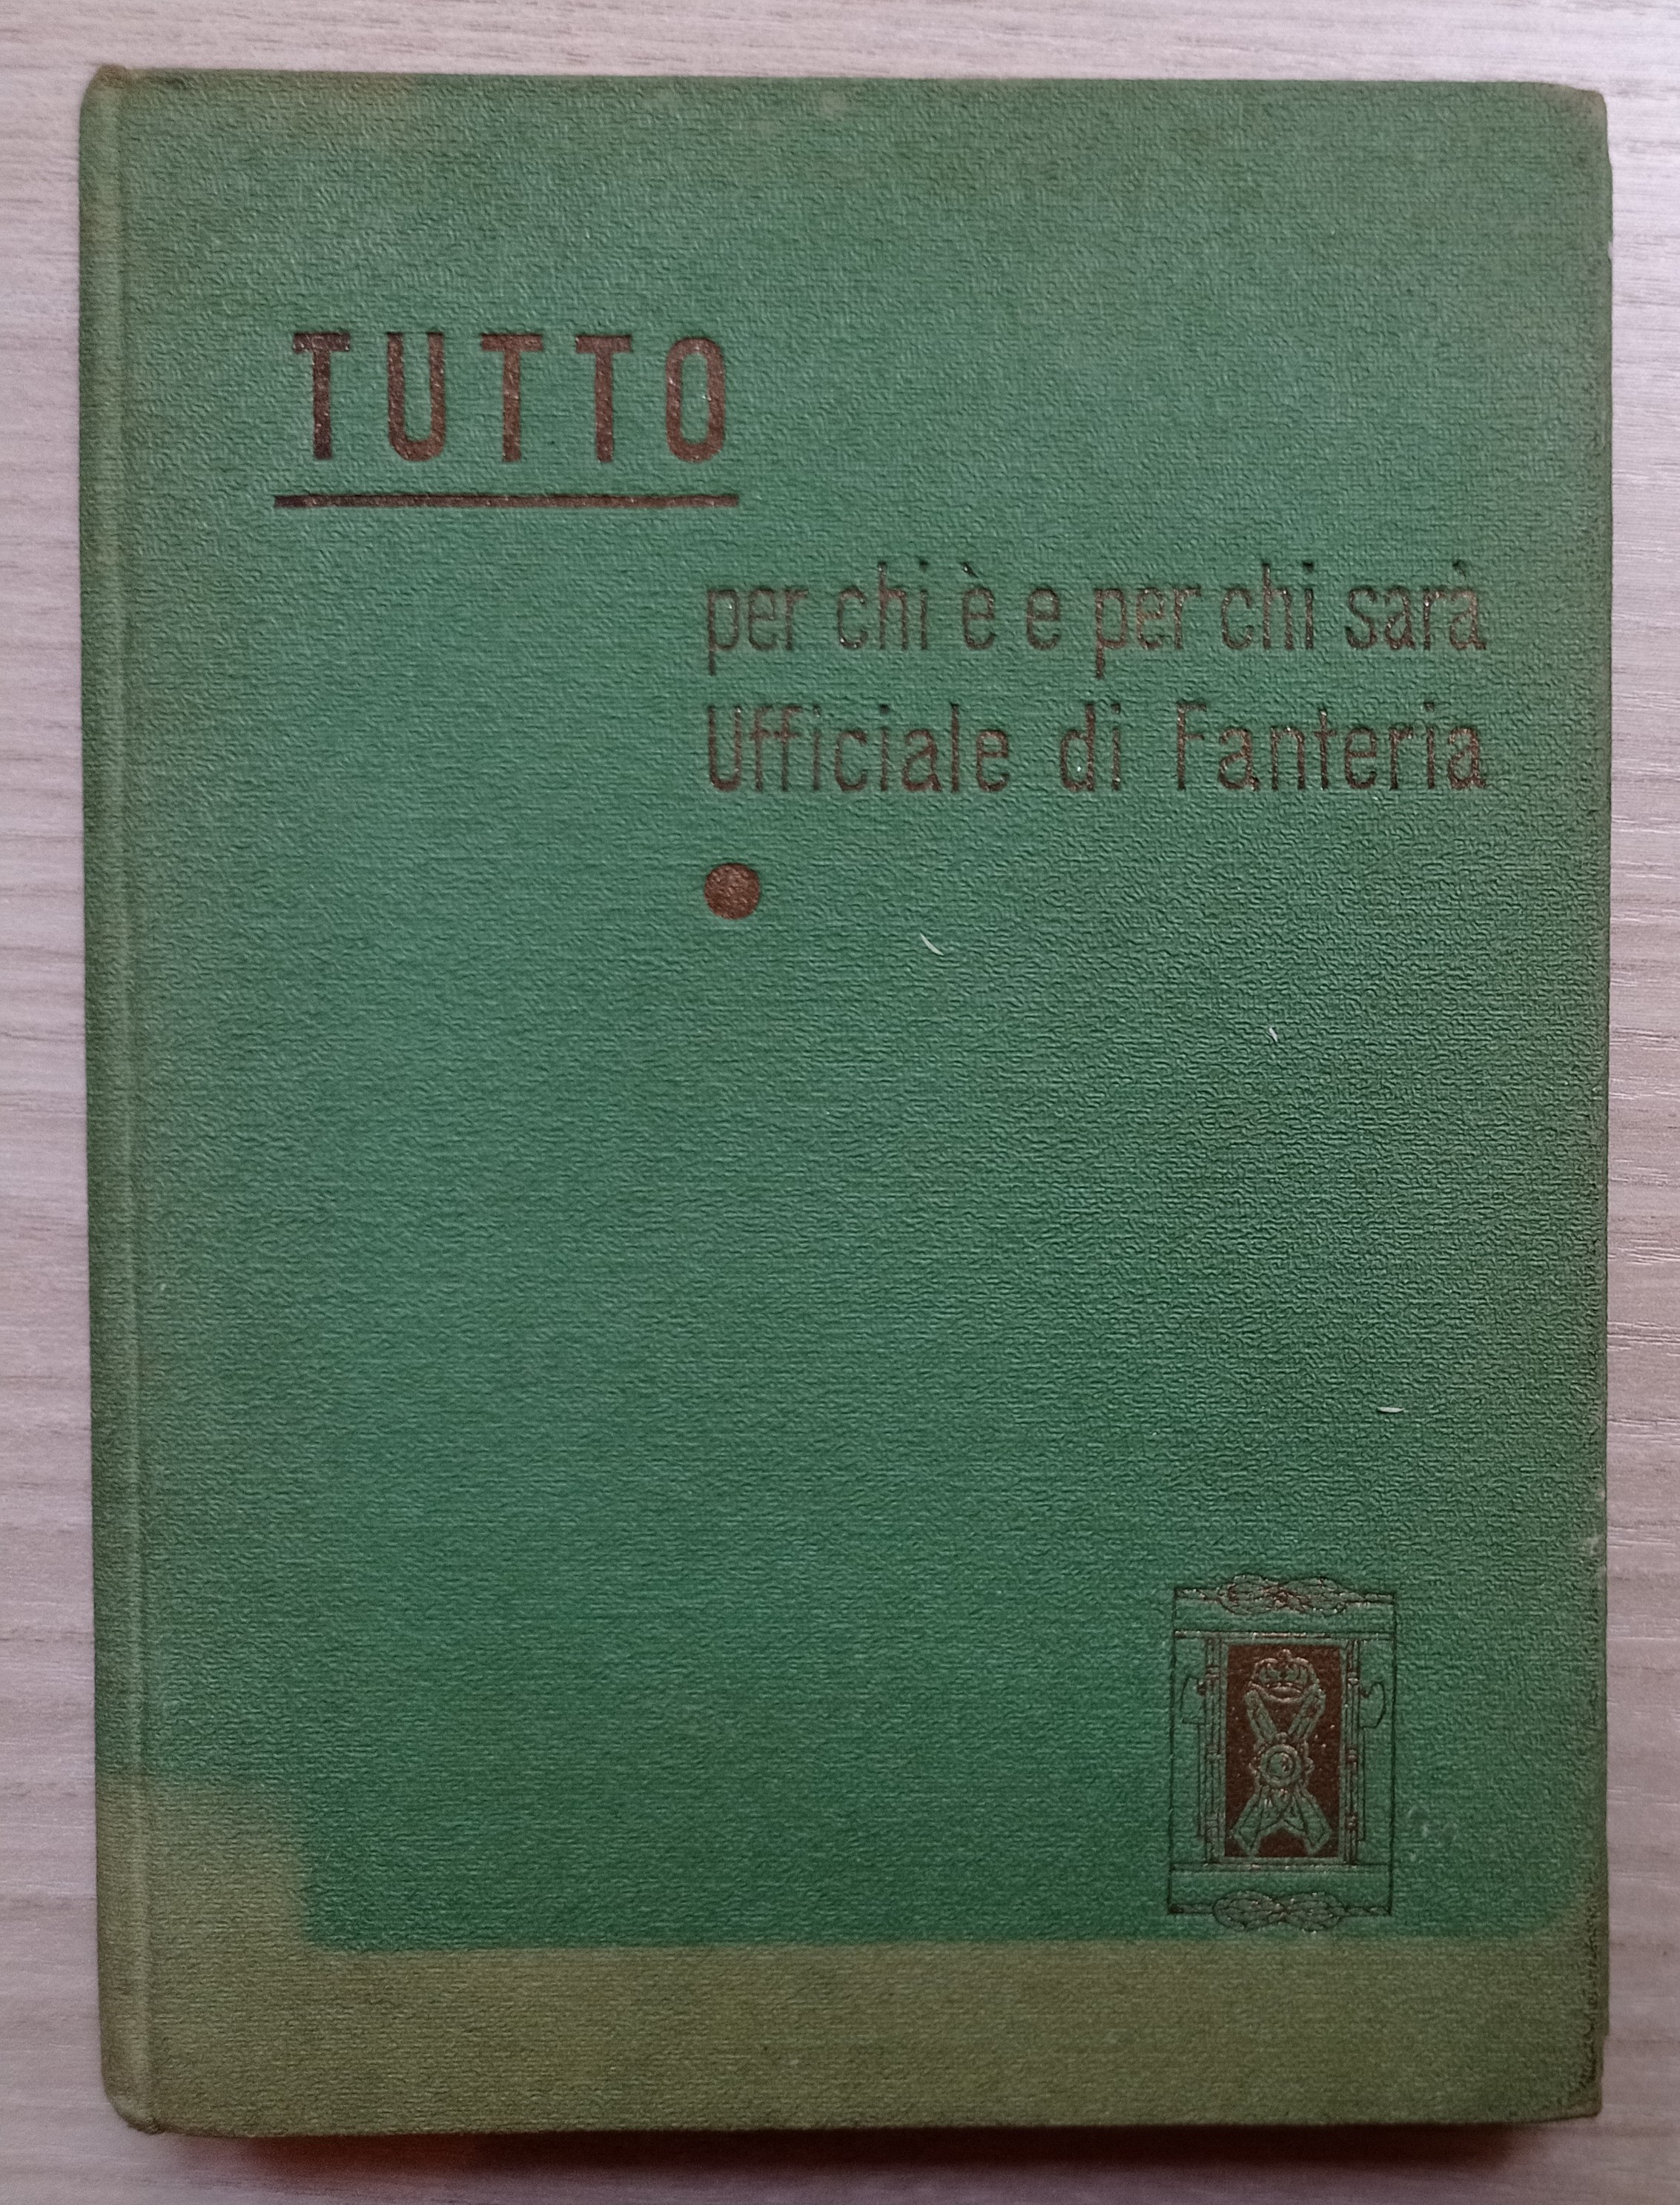 TUTTO
per chi è e per chi sarà
Ufficiale di Fanteria